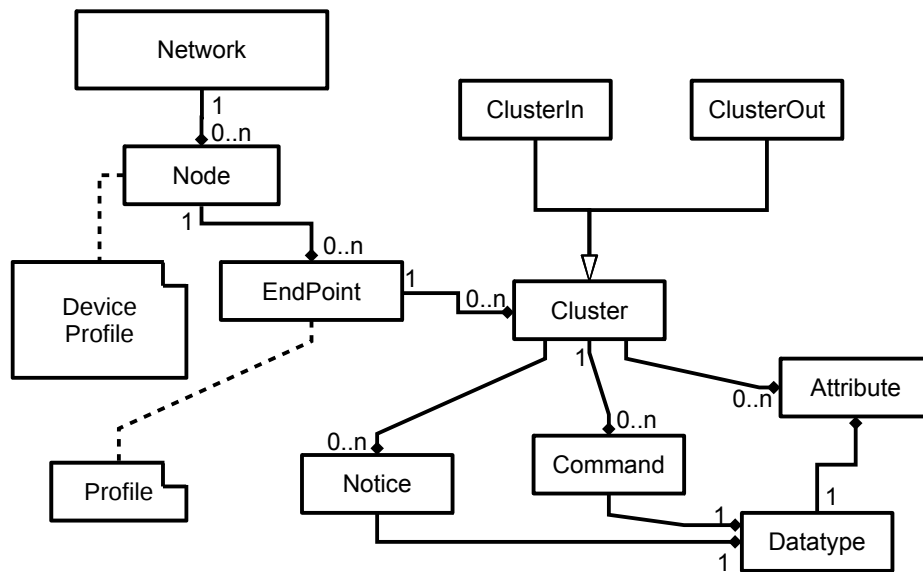 Network
1
0..n
ClusterIn
ClusterOut
Node
1
0..n
Device
Profile
EndPoint
1
0..n
Cluster
1
0..n
0..n
0..n
Attribute
Profile
Notice
Command
1
1
1
Datatype